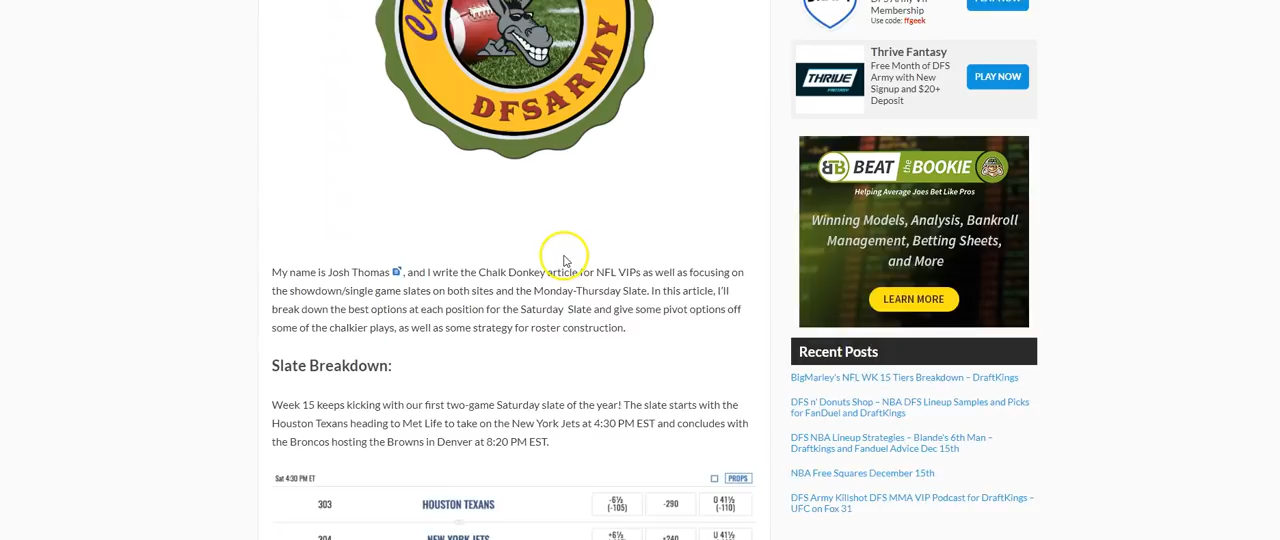 Ch
DFSARMY
My name is Josh Thomas , and I write the Chalk Donkey article for NFL VIPs as well as focusing on
the showdown/single game slates on both sites and the Monday-Thursday Slate. In this article, I'll
break down the best options at each position for the Saturday  Slate and give some pivot options off
some of the chalkier plays, as well as some strategy for roster construction.
Slate Breakdown:
Week 15 keeps kicking with our first two-game Saturday slate of the year! The slate starts with the
Houston Texans heading to Met Life to take on the New York Jets at 4:30 PM EST and concludes with
the Broncos hosting the Browns in Denver at 8:20 PM EST.
Sat 4:30 PM ET PROPS
303 HOUSTON TEXANS -6½ -290 O 41½
(-105) (-110)
304 NEW YORK JETS +6½ +240 U 41½
DFS Army VIP
Membership
Use code: ffgeek
PLAY NOW
Thrive Fantasy
Free Month of DFS
Army with New
Signup and $20+
Deposit
THRIVE
FANTASY
PLAY NOW
BTB BEAT the BOOKIE
Helping Average Joes Bet Like Pros
Winning Models, Analysis, Bankroll
Management, Betting Sheets,
and More
LEARN MORE
Recent Posts
BigMarley's NFL WK 15 Tiers Breakdown – DraftKings
DFS n' Donuts Shop – NBA DFS Lineup Samples and Picks
for FanDuel and DraftKings
DFS NBA Lineup Strategies – Blande's 6th Man –
Draftkings and Fanduel Advice Dec 15th
NBA Free Squares December 15th
DFS Army Killshot DFS MMA VIP Podcast for DraftKings –
UFC on Fox 31